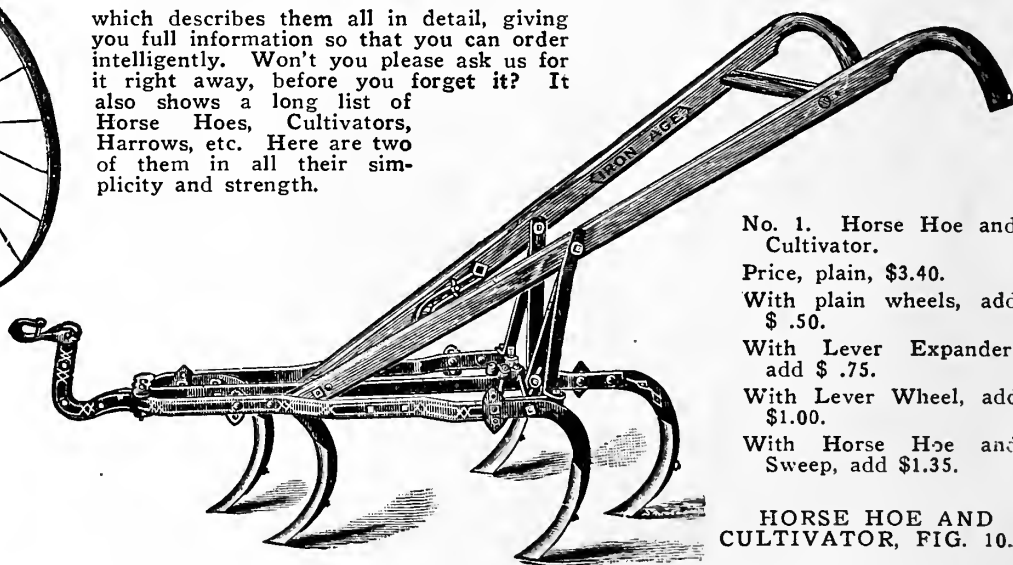 which describes them all in detail, giving
you full information so that you can order
intelligently. Won't you please ask us for
it right away, before you forget it? It
also shows a long list of
Horse Hoes, Cultivators,
Harrows, etc. Here are two
of them in all their sim-
plicity and strength.
IRON AGE
D
E
G
No. 1. Horse Hoe and
Cultivator.
Price, plain, $3.40.
With plain wheels, add
$ .50.
With Lever Expander
add $ .75.
With Lever Wheel, add
$1.00.
With Horse Hoe and
Sweep, add $1.35.
HORSE HOE AND
CULTIVATOR, FIG. 10.